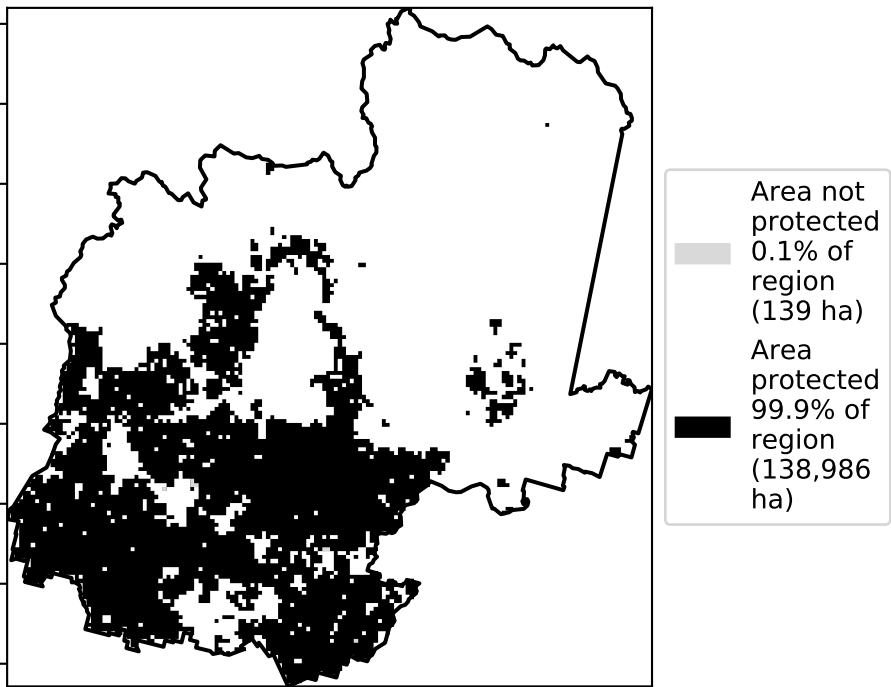 Area not
protected
0.1% of
region
(139 ha)
Area
protected
99.9% of
region
(138,986
ha)